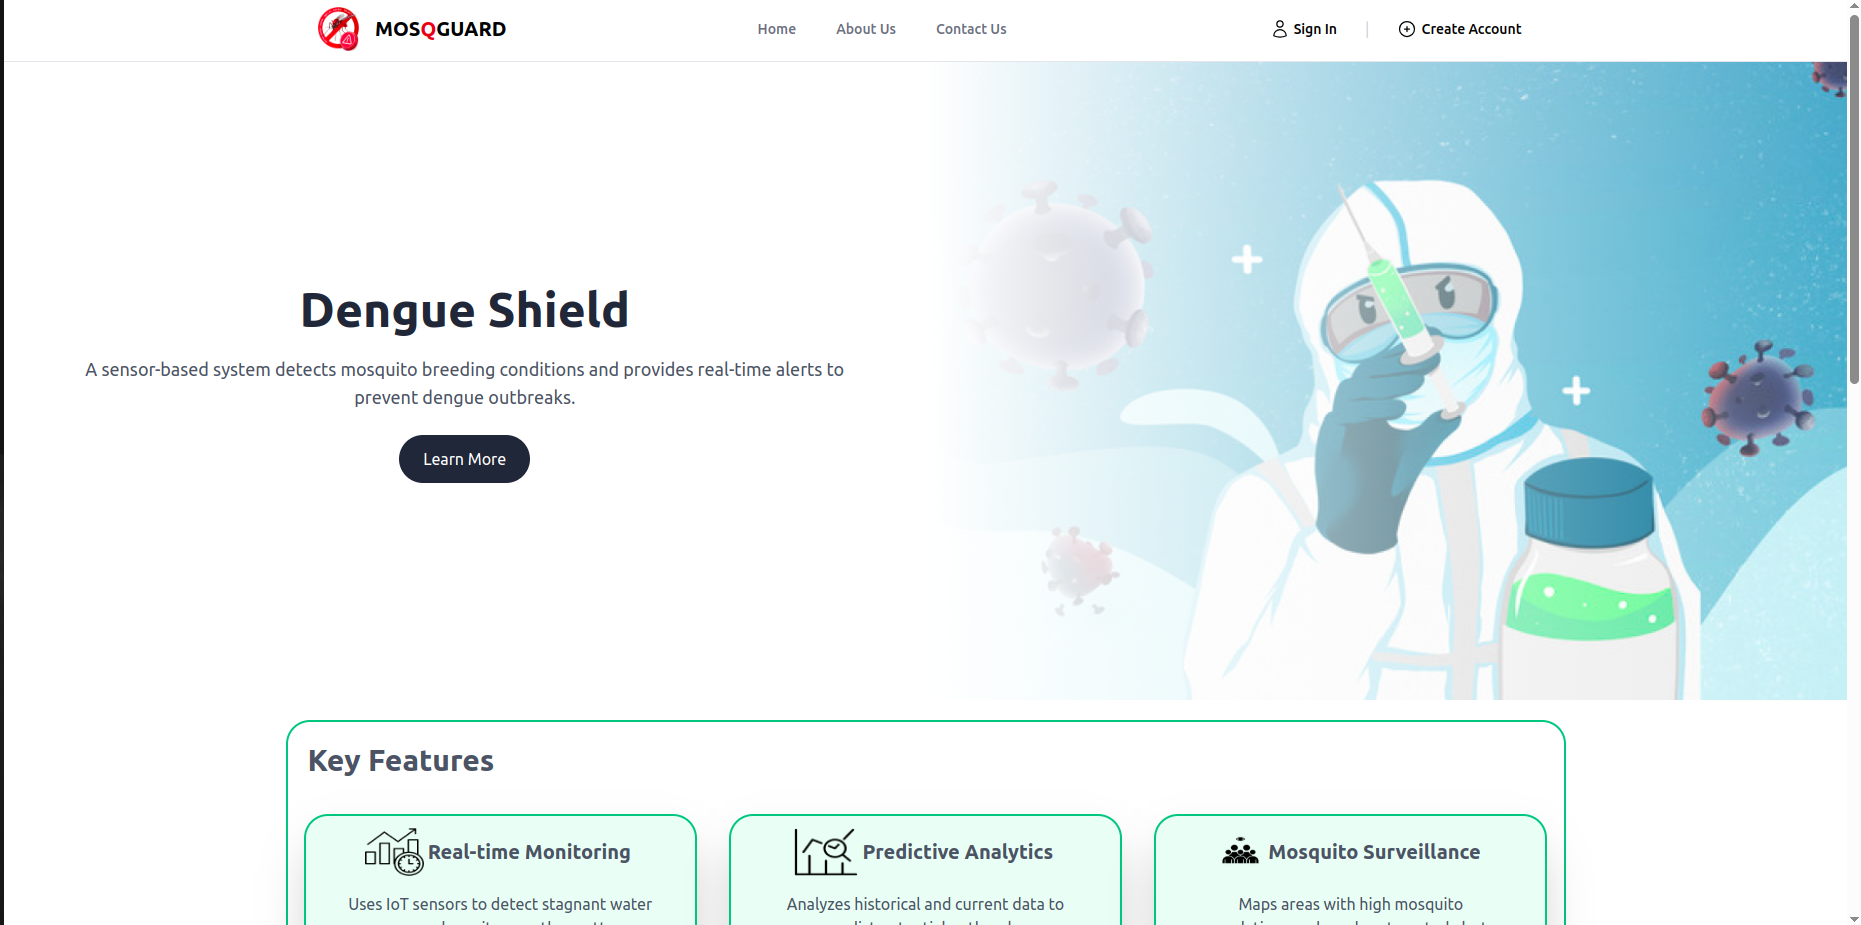 MOSQGUARD
Home
About Us
Contact Us
Sign In
Create Account
Dengue Shield
A sensor-based system detects mosquito breeding conditions and provides real-time alerts to
prevent dengue outbreaks.
Learn More
Key Features
Real-time Monitoring
Uses IoT sensors to detect stagnant water
Predictive Analytics
Analyzes historical and current data to
Mosquito Surveillance
Maps areas with high mosquito